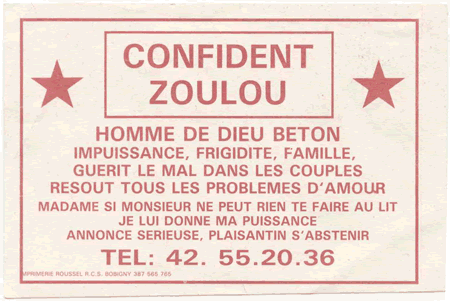 CONFIDENT
ZOULOU
HOMME DE DIEU BETON
IMPUISSANCE, FRIGIDITE, FAMILLE,
GUERIT LE MAL DANS LES COUPLES
RESOUT TOUS LES PROBLEMES D'AMOUR
MADAME SI MONSIEUR NE PEUT RIEN TE FAIRE AU LIT
JE LUI DONNE MA PUISSANCE
ANNONCE SERIEUSE, PLAISANTIN S'ABSTENIR
TEL: 42. 55.20.36
IMPRIMERIE ROUSSEL R.C.S. BOBIGNY 387 565 765